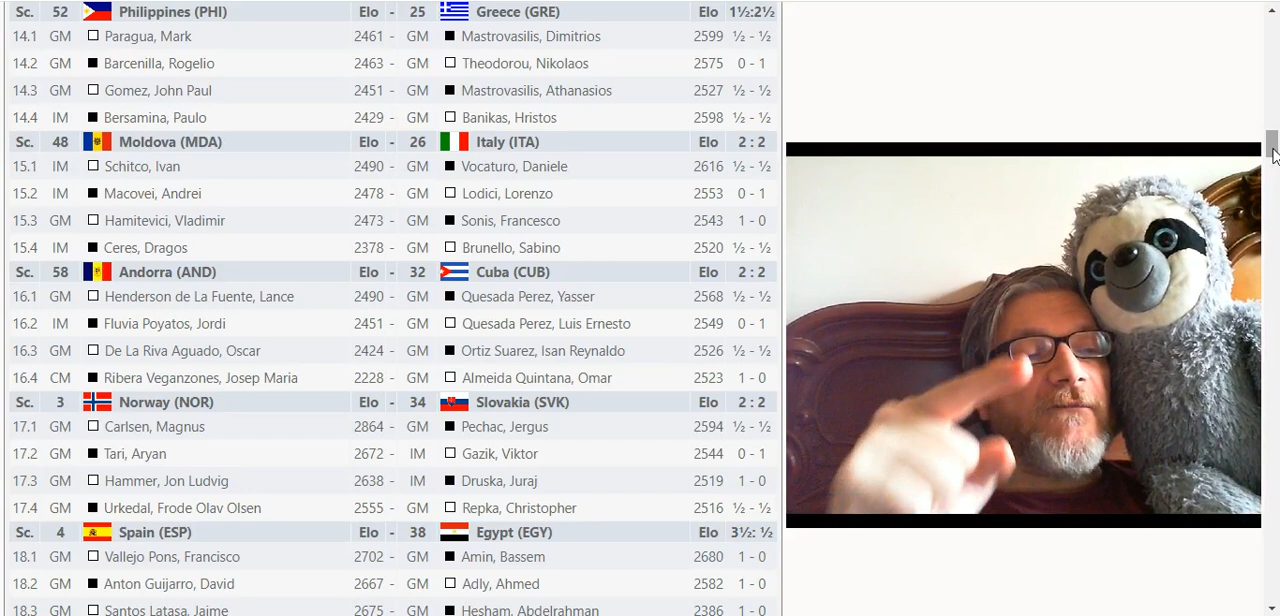 Sc. 52 Philippines (PHI) Elo - 25 Greece (GRE) Elo 1½:2½
14.1 GM Paragua, Mark 2461 - GM Mastrovasilis, Dimitrios 2599 ½ - ½
14.2 GM Barcenilla, Rogelio 2463 - GM Theodorou, Nikolaos 2575 0 - 1
14.3 GM Gomez, John Paul 2451 - GM Mastrovasilis, Athanasios 2527 ½ - ½
14.4 IM Bersamina, Paulo 2429 - GM Banikas, Hristos 2598 ½ - ½
Sc. 48 Moldova (MDA) Elo - 26 Italy (ITA) Elo 2 : 2
15.1 IM Schitco, Ivan 2490 - GM Vocaturo, Daniele 2616 ½ - ½
15.2 IM Macovei, Andrei 2478 - GM Lodici, Lorenzo 2553 0 - 1
15.3 GM Hamitevici, Vladimir 2473 - GM Sonis, Francesco 2543 1 - 0
15.4 IM Ceres, Dragos 2378 - GM Brunello, Sabino 2520 ½ - ½
Sc. 58 Andorra (AND) Elo - 32 Cuba (CUB) Elo 2 : 2
16.1 GM Henderson de La Fuente, Lance 2490 - GM Quesada Perez, Yasser 2568 ½ - ½
16.2 IM Fluvia Poyatos, Jordi 2451 - GM Quesada Perez, Luis Ernesto 2549 0 - 1
16.3 GM De La Riva Aguado, Oscar 2424 - GM Ortiz Suarez, Isan Reynaldo 2526 ½ - ½
16.4 CM Ribera Veganzones, Josep Maria 2228 - GM Almeida Quintana, Omar 2523 1 - 0
Sc. 3 Norway (NOR) Elo - 34 Slovakia (SVK) Elo 2 : 2
17.1 GM Carlsen, Magnus 2864 - GM Pechac, Jergus 2594 ½ - ½
17.2 GM Tari, Aryan 2672 - IM Gazik, Viktor 2544 0 - 1
17.3 GM Hammer, Jon Ludvig 2638 - IM Druska, Juraj 2519 1 - 0
17.4 GM Urkedal, Frode Olav Olsen 2555 - GM Repka, Christopher 2516 ½ - ½
Sc. 4 Spain (ESP) Elo - 38 Egypt (EGY) Elo 3½: ½
18.1 GM Vallejo Pons, Francisco 2702 - GM Amin, Bassem 2680 1 - 0
18.2 GM Anton Guijarro, David 2667 - GM Adly, Ahmed 2582 1 - 0
18.3 GM Santos Latasa, Jaime 2675 - GM Hesham, Abdelrahman 2386 1 - 0